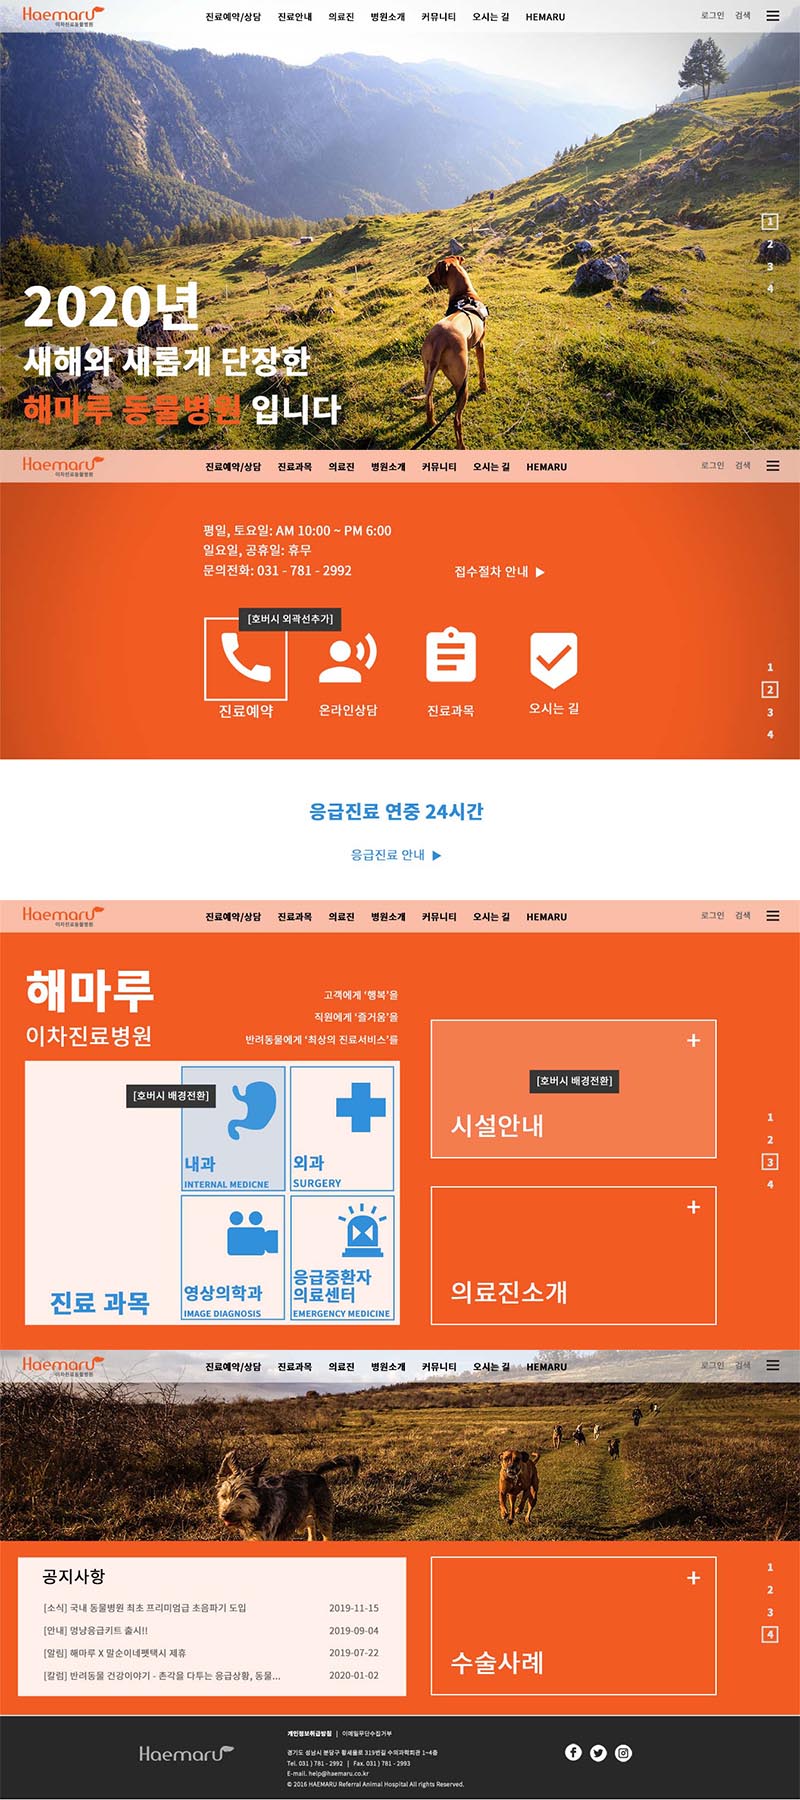 Haemaru
이차진료동물병원
진료예약/상담 진료안내 의료진 병원소개 커뮤니티 오시는 길 HEMARU
로그인 검색
1
2
3
4
2020년
새해와 새롭게 단장한
해마루 동물병원 입니다
Haemaru
이차진료동물병원
진료예약/상담 진료과목 의료진 병원소개 커뮤니티 오시는 길 HEMARU
로그인 검색
평일, 토요일: AM 10:00 ~ PM 6:00
일요일, 공휴일: 휴무
문의전화: 031 - 781 - 2992
접수절차 안내 ▶
[호버시 외곽선추가]
진료예약 온라인상담 진료과목 오시는 길
1
2
3
4
응급진료 연중 24시간
응급진료 안내 ▶
Haemaru
이차진료동물병원
진료예약/상담 진료과목 의료진 병원소개 커뮤니티 오시는 길 HEMARU
로그인 검색
해마루
이차진료병원
고객에게 ‘행복’을
직원에게 ‘즐거움’을
반려동물에게 ‘최상의 진료서비스’를
진료 과목
[호버시 배경전환]
내과
INTERNAL MEDICNE
외과
SURGERY
영상의학과
IMAGE DIAGNOSIS
응급중환자
의료센터
EMERGENCY MEDICINE
+
[호버시 배경전환]
시설안내
+
의료진소개
1
2
3
4
Haemaru
이차진료동물병원
진료예약/상담 진료과목 의료진 병원소개 커뮤니티 오시는 길 HEMARU
로그인 검색
공지사항
[소식] 국내 동물병원 최초 프리미엄급 초음파기 도입 2019-11-15
[안내] 멍냥응급키트 출시!! 2019-09-04
[알림] 해마루 X 말순이네펫택시 제휴 2019-07-22
[칼럼] 반려동물 건강이야기 - 촌각을 다투는 응급상황, 동물... 2020-01-02
+
수술사례
1
2
3
4
Haemaru
개인정보취급방침 | 이메일무단수집거부
경기도 성남시 분당구 황새울로 319번길 수의과학회관 1~4층
Tel. 031 ) 781 - 2992 | Fax. 031 ) 781 - 2993
E-mail. help@haemaru.co.kr
© 2016 HAEMARU Referral Animal Hospital All rights Reserved.